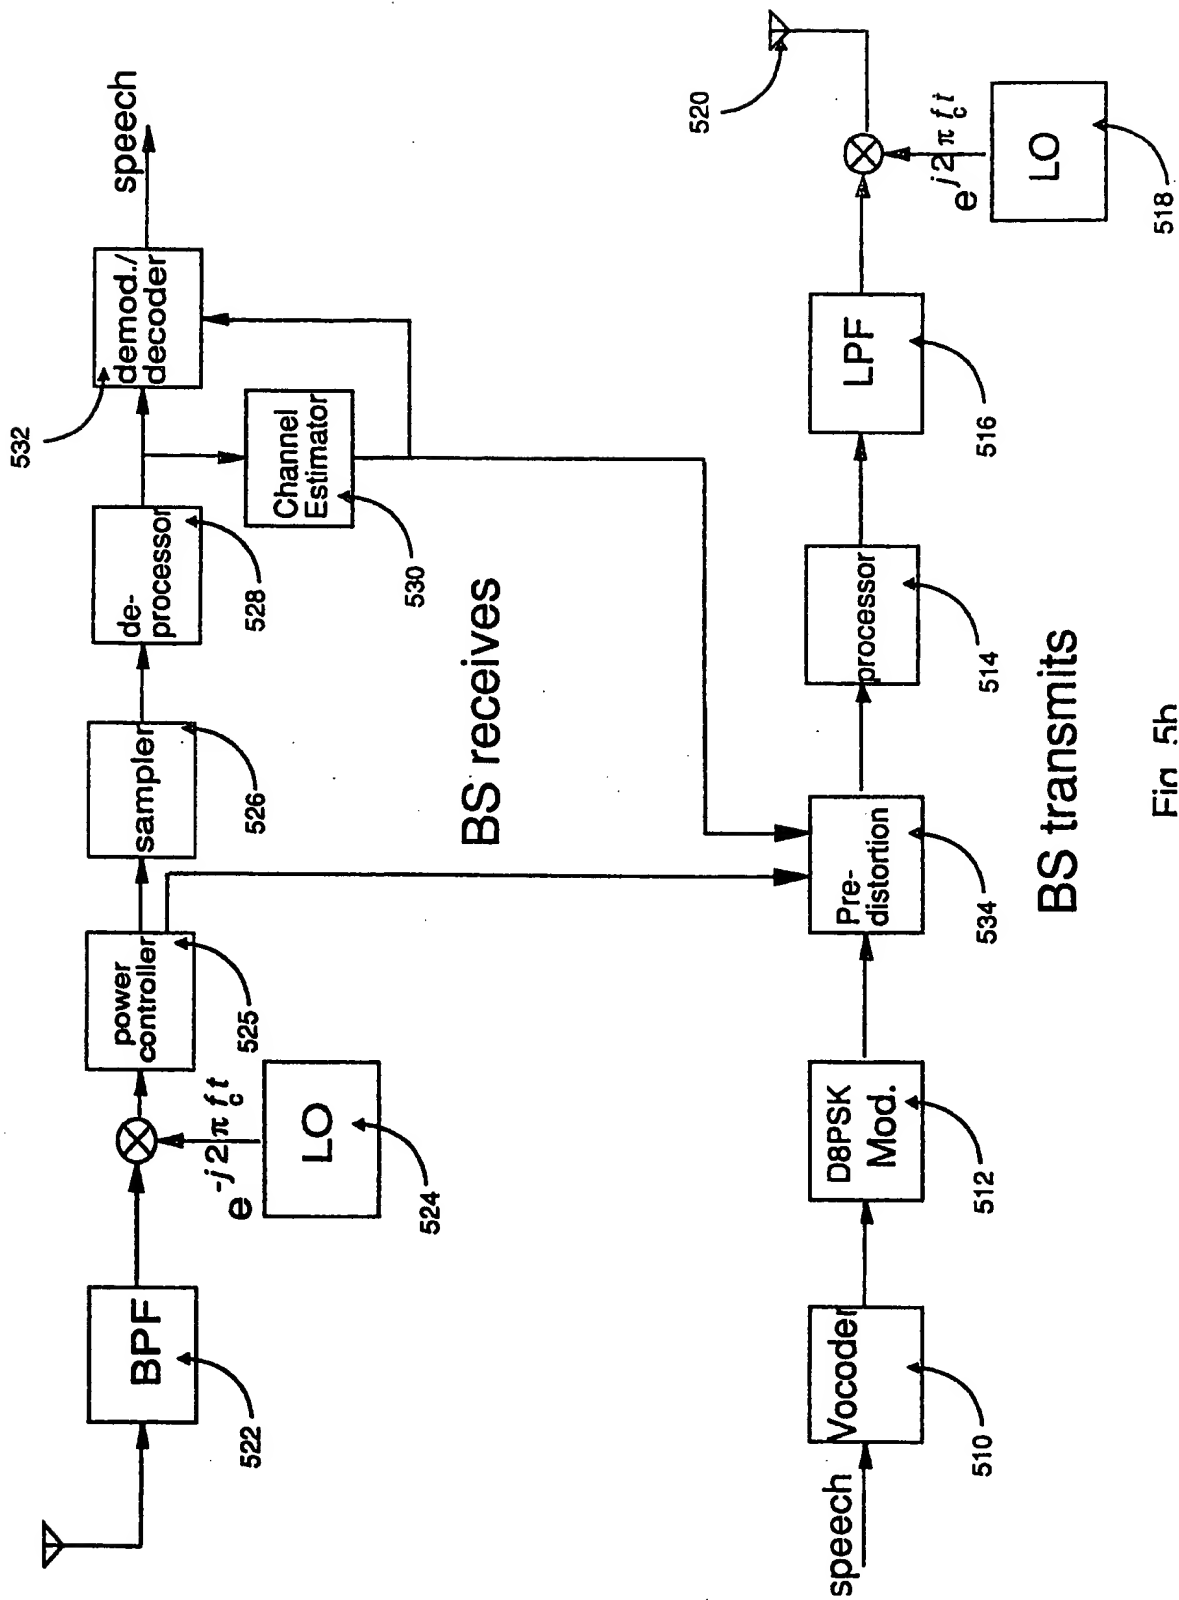 BPF
522
e^{-j2πf_c t}
LO
524
power
controller
525
sampler
526
de-
processor
528
Channel
Estimator
530
demod./
decoder
532
speech
BS receives
speech
Vocoder
510
D8PSK
Mod.
512
Pre-
distortion
534
processor
514
LPF
516
e^{j2πf_c t}
LO
518
520
BS transmits
Fig. 5b